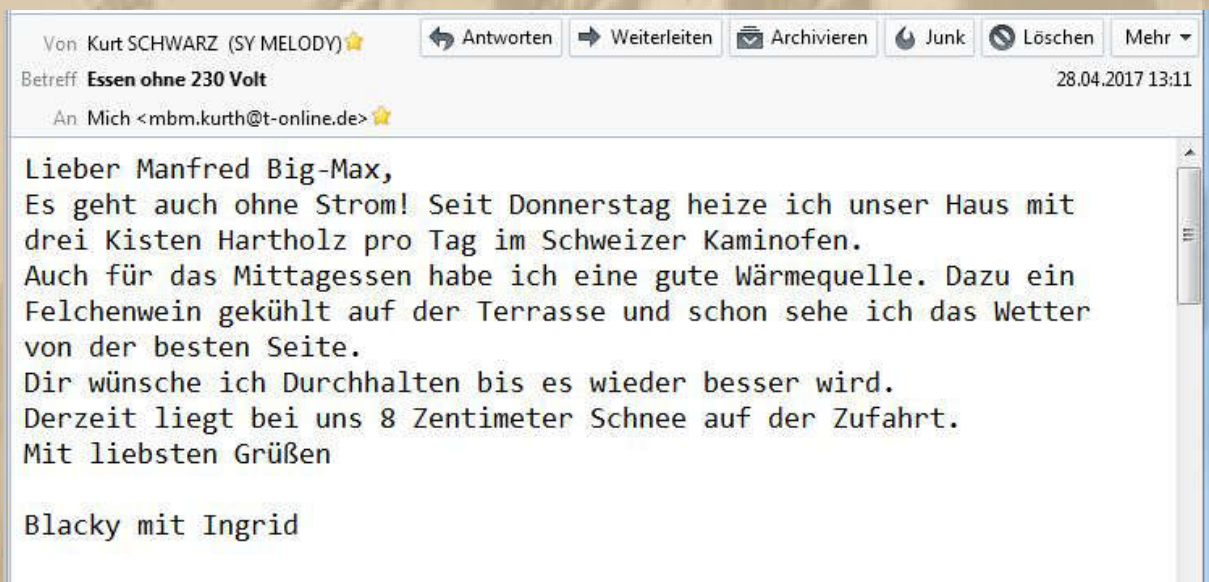 Von Kurt SCHWARZ (SY MELODY) Antworten Weiterleiten Archivieren Junk Löschen Mehr
Betreff Essen ohne 230 Volt 28.04.2017 13:11
An Mich <mbm.kurth@t-online.de>
Lieber Manfred Big-Max,
Es geht auch ohne Strom! Seit Donnerstag heize ich unser Haus mit
drei Kisten Hartholz pro Tag im Schweizer Kaminofen.
Auch für das Mittagessen habe ich eine gute Wärmequelle. Dazu ein
Felchenwein gekühlt auf der Terrasse und schon sehe ich das Wetter
von der besten Seite.
Dir wünsche ich Durchhalten bis es wieder besser wird.
Derzeit liegt bei uns 8 Zentimeter Schnee auf der Zufahrt.
Mit liebsten Grüßen
Blacky mit Ingrid